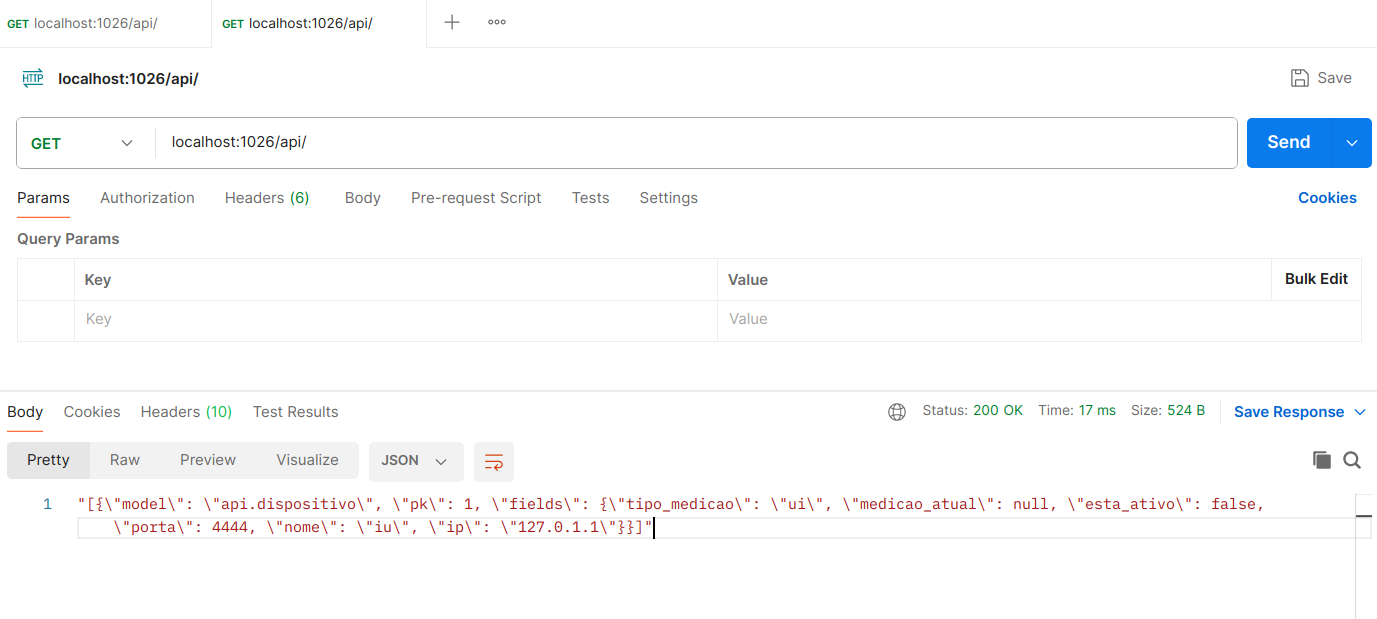 GET localhost:1026/api/
GET localhost:1026/api/
HTTP localhost:1026/api/
Save
GET
localhost:1026/api/
Send
Params Authorization Headers (6) Body Pre-request Script Tests Settings
Cookies
Query Params
Key Value Bulk Edit
Key Value
Body Cookies Headers (10) Test Results
Status: 200 OK Time: 17 ms Size: 524 B
Save Response
Pretty Raw Preview Visualize
JSON
1 "[{\"model\": \"api.dispositivo\", \"pk\": 1, \"fields\": {\"tipo_medicao\": \"ui\", \"medicao_atual\": null, \"esta_ativo\": false,
\"porta\": 4444, \"nome\": \"iu\", \"ip\": \"127.0.1.1\"}}]"